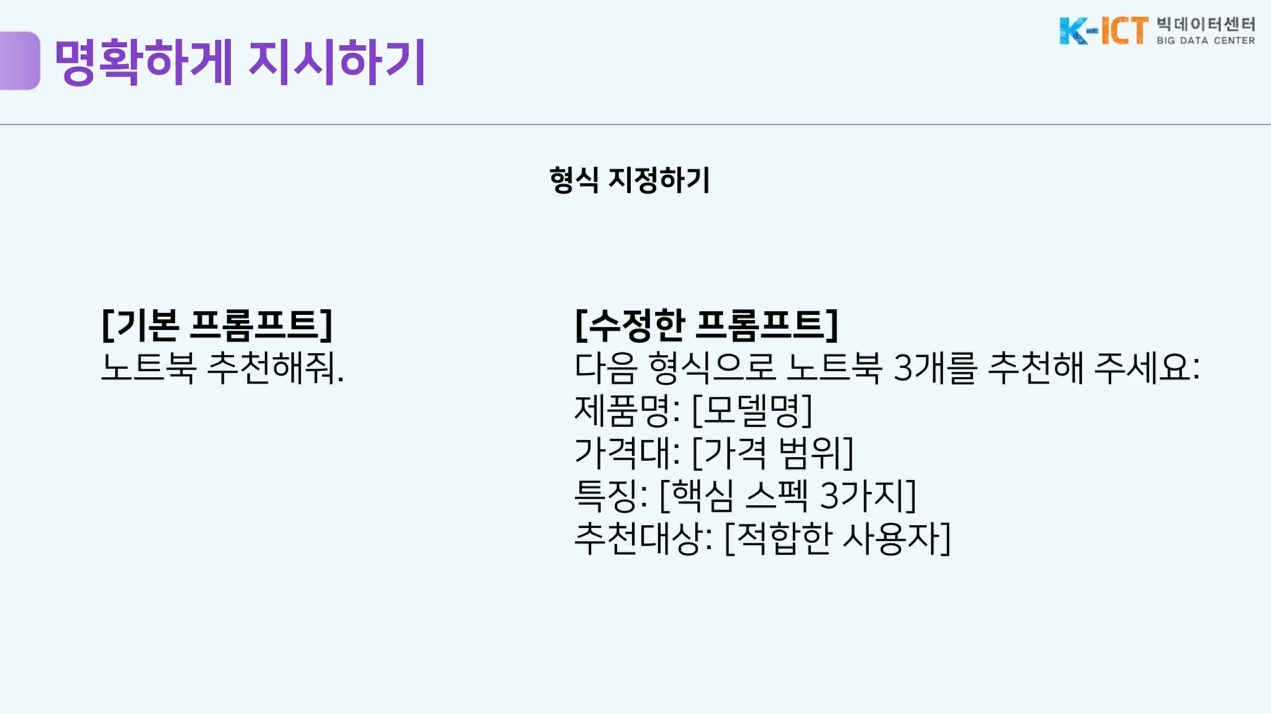 명확하게 지시하기
K-ICT 빅데이터센터
BIG DATA CENTER
형식 지정하기
[기본 프롬프트]
노트북 추천해줘.
[수정한 프롬프트]
다음 형식으로 노트북 3개를 추천해 주세요:
제품명: [모델명]
가격대: [가격 범위]
특징: [핵심 스펙 3가지]
추천대상: [적합한 사용자]